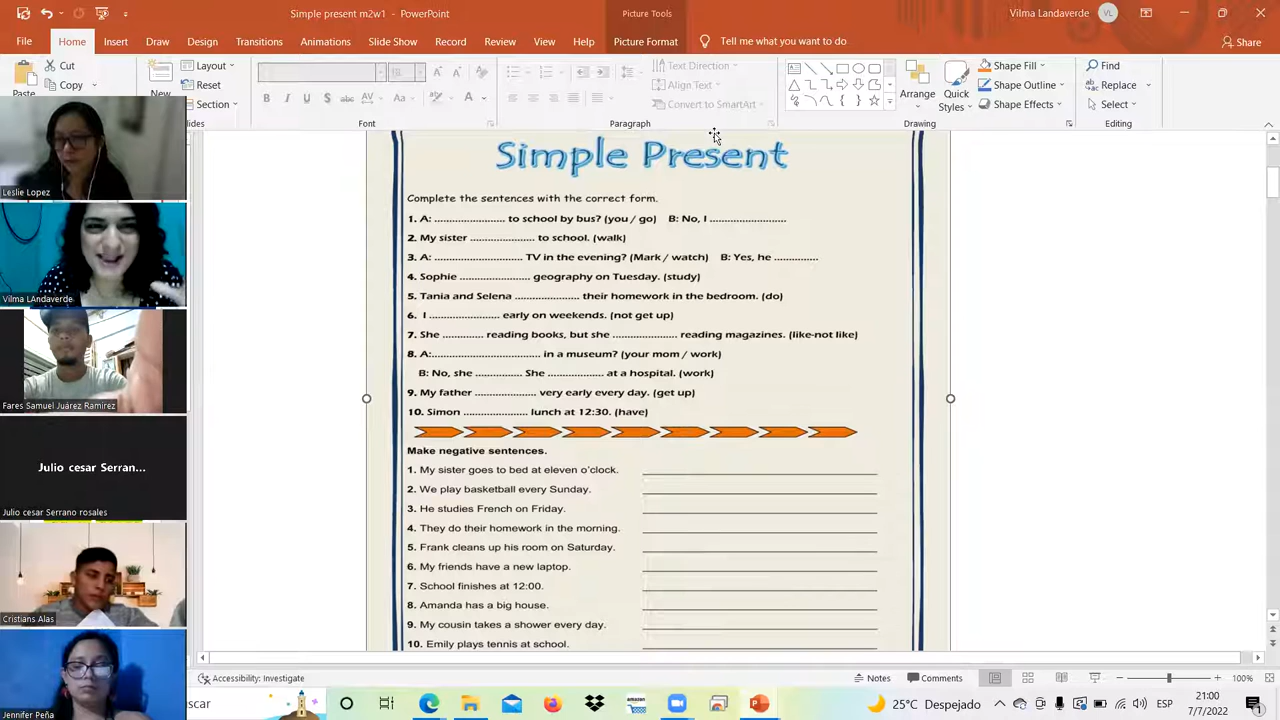 Simple present m2w1 - PowerPoint
Picture Tools
Vilma Landaverde
VL
File
Home
Insert
Draw
Design
Transitions
Animations
Slide Show
Recorder
Review
View
Help
Picture Format
Tell me what you want to do
Share
Paste
Cut
Copy
New
Layout
Reset
Section
Slides
Font
Text Direction
Align Text
Convert to SmartArt
Paragraph
Arrange
Quick
Styles
Shape Fill
Shape Outline
Shape Effects
Drawing
Find
Replace
Select
Editing
Leslie Lopez
Vilma LAndaverde
Fares Samuel Juárez Ramirez
Julio cesar Serran...
Julio cesar Serrano rosales
Cristians Alas
Jennifer Peña
Simple Present
Complete the sentences with the correct form.
1. A: ........................ to school by bus? (you / go) B: No, I ..........................
2. My sister ...................... to school. (walk)
3. A: .............................. TV in the evening? (Mark / watch) B: Yes, he ...............
4. Sophie ........................ geography on Tuesday. (study)
5. Tania and Selena ...................... their homework in the bedroom. (do)
6. I ........................ early on weekends. (not get up)
7. She .............. reading books, but she ...................... reading magazines. (like-not like)
8. A:..................................... in a museum? (your mom / work)
B: No, she ................ She ................... at a hospital. (work)
9. My father ..................... very early every day. (get up)
10. Simon ...................... lunch at 12:30. (have)
Make negative sentences.
1. My sister goes to bed at eleven o'clock.
2. We play basketball every Sunday.
3. He studies French on Friday.
4. They do their homework in the morning.
5. Frank cleans up his room on Saturday.
6. My friends have a new laptop.
7. School finishes at 12:00.
8. Amanda has a big house.
9. My cousin takes a shower every day.
10. Emily plays tennis at school.
Accessibility: Investigate
Notes
Comments
100%
scar
amazon
25°C Despejado
ESP
21:00
7/7/2022